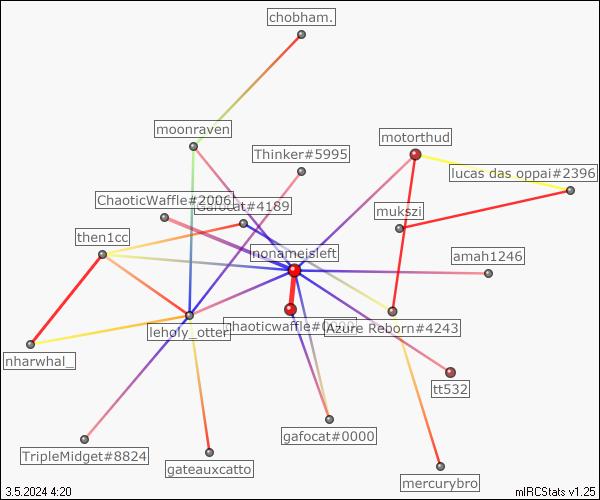 chobham.
moonraven
motorthud
Thinker#5995
lucas das oppai#2396
ChaoticWaffle#2006
Gafocat#4189
mukszi
then1cc
nonameisleft
amah1246
leholy_otter
chaoticwaffle#0
Azure Reborn#4243
nharwhal_
tt532
gafocat#0000
TripleMidget#8824
gateauxcatto
mercurybro
3.5.2024 4:20
mIRCStats v1.25